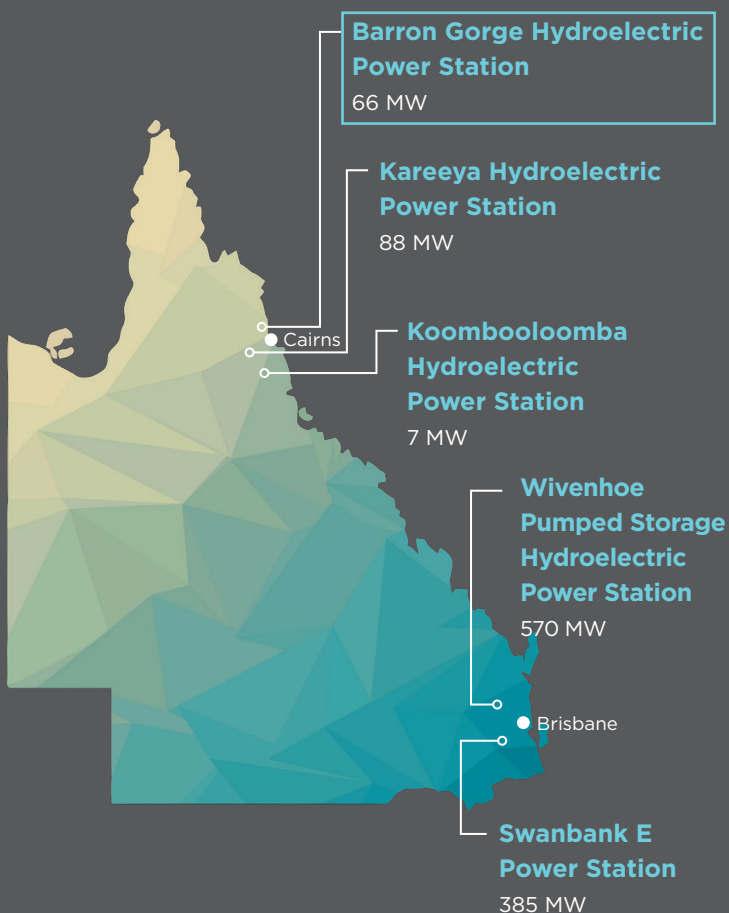 Barron Gorge Hydroelectric
Power Station
66 MW
Kareeya Hydroelectric
Power Station
88 MW
Cairns
Koombooloomba
Hydroelectric
Power Station
7 MW
Wivenhoe
Pumped Storage
Hydroelectric
Power Station
570 MW
Brisbane
Swanbank E
Power Station
385 MW